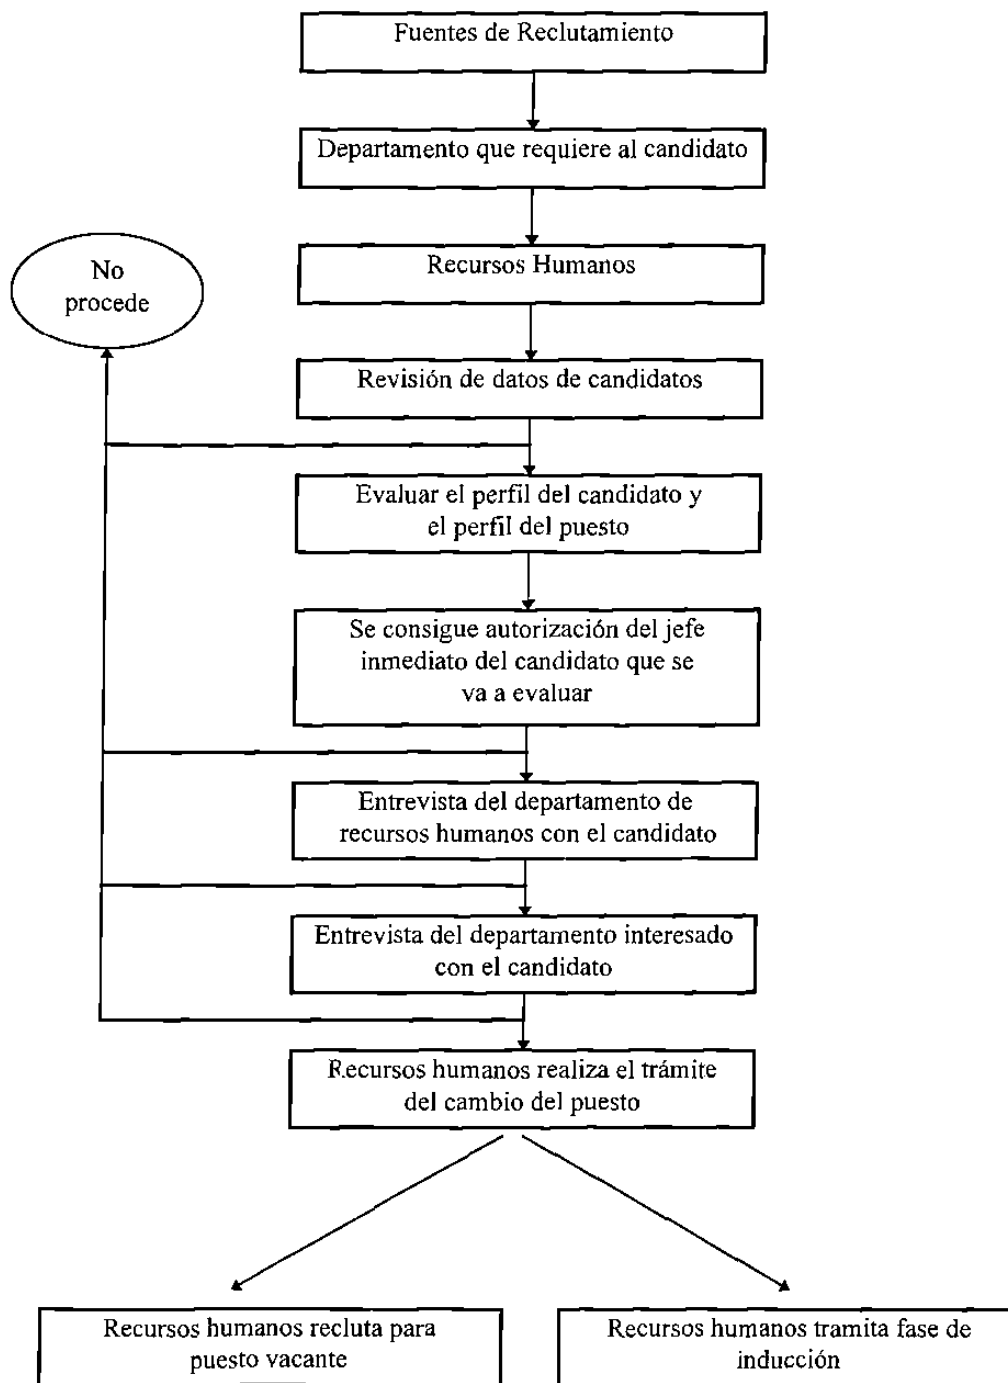 Fuentes de Reclutamiento
Departamento que requiere al candidato
No
procede
Recursos Humanos
Revisión de datos de candidatos
Evaluar el perfil del candidato y
el perfil del puesto
Se consigue autorización del jefe
inmediato del candidato que se
va a evaluar
Entrevista del departamento de
recursos humanos con el candidato
Entrevista del departamento interesado
con el candidato
Recursos humanos realiza el trámite
del cambio del puesto
Recursos humanos recluta para
puesto vacante
Recursos humanos tramita fase de
inducción